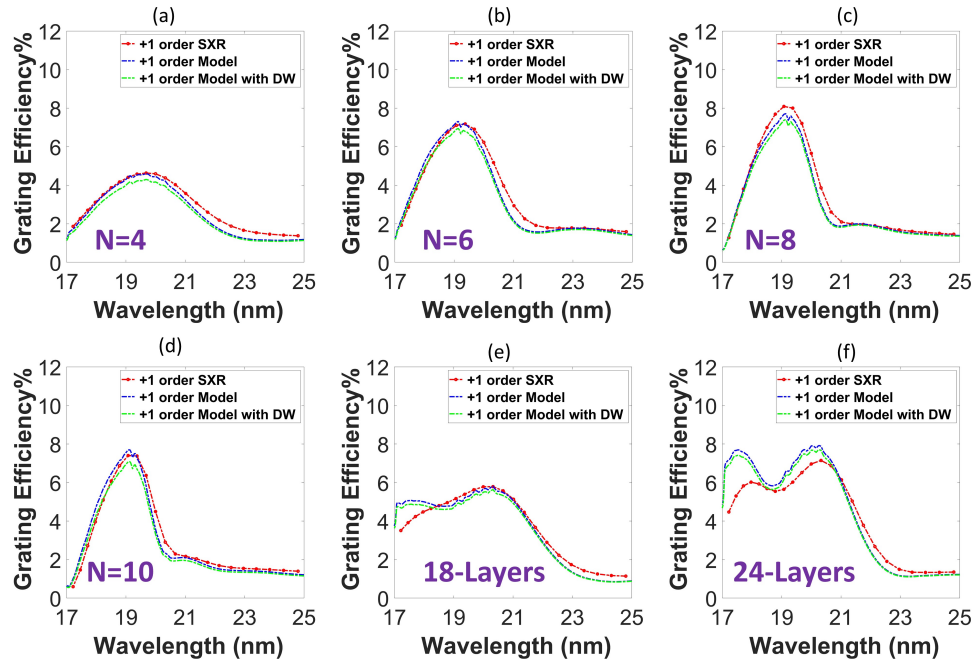 (a)
Grating Efficiency%
12
10
8
6
4
2
0
+1 order SXR
+1 order Model
+1 order Model with DW
N=4
17 19 21 23 25
Wavelength (nm)
(b)
Grating Efficiency%
12
10
8
6
4
2
0
+1 order SXR
+1 order Model
+1 order Model with DW
N=6
17 19 21 23 25
Wavelength (nm)
(c)
Grating Efficiency%
12
10
8
6
4
2
0
+1 order SXR
+1 order Model
+1 order Model with DW
N=8
17 19 21 23 25
Wavelength (nm)
(d)
Grating Efficiency%
12
10
8
6
4
2
0
+1 order SXR
+1 order Model
+1 order Model with DW
N=10
17 19 21 23 25
Wavelength (nm)
(e)
Grating Efficiency%
12
10
8
6
4
2
0
+1 order SXR
+1 order Model
+1 order Model with DW
18-Layers
17 19 21 23 25
Wavelength (nm)
(f)
Grating Efficiency%
12
10
8
6
4
2
0
+1 order SXR
+1 order Model
+1 order Model with DW
24-Layers
17 19 21 23 25
Wavelength (nm)